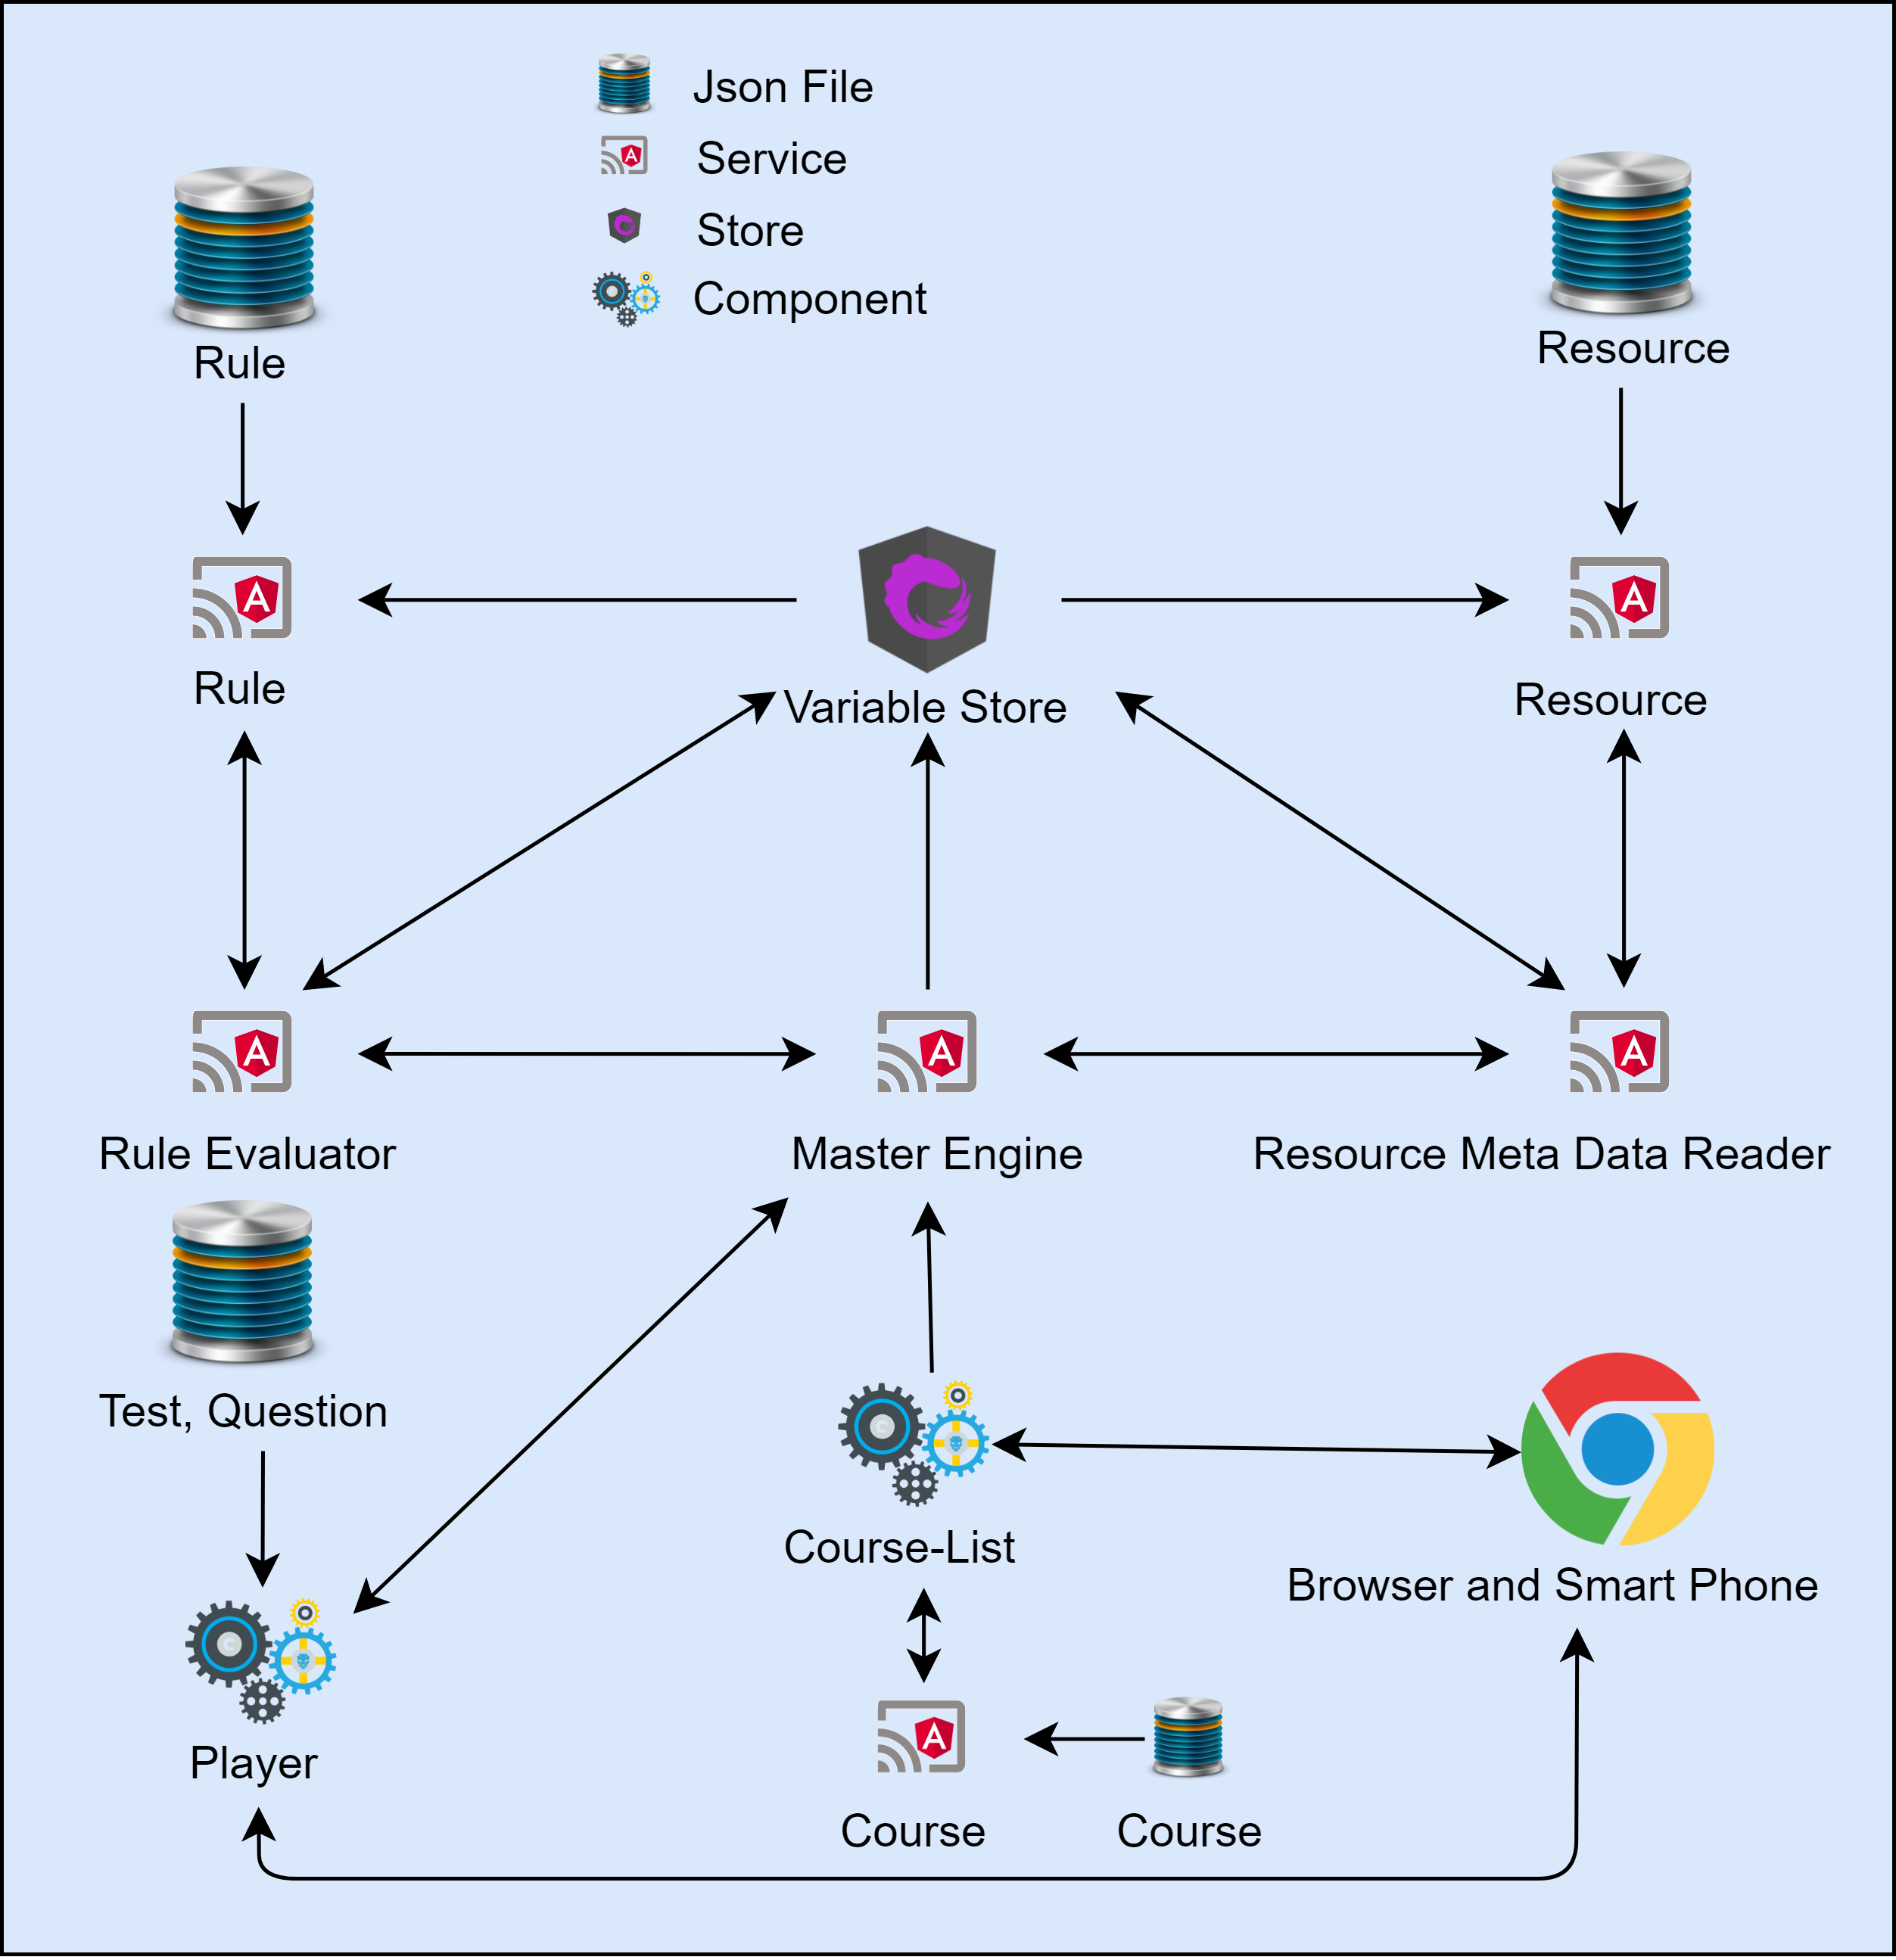 Json File
Service
Store
Component
Rule
Resource
Rule
Variable Store
Resource
Rule Evaluator
Master Engine
Resource Meta Data Reader
Test, Question
Course-List
Browser and Smart Phone
Player
Course
Course